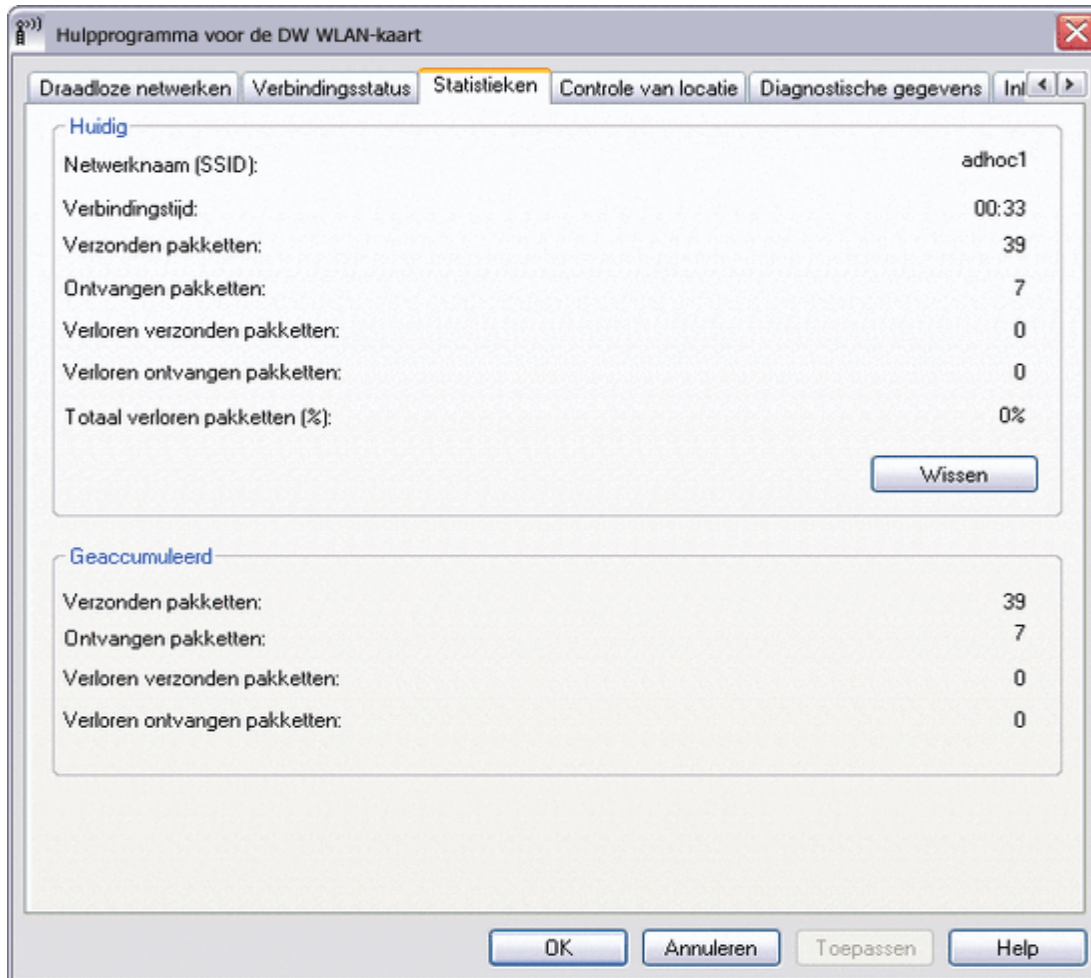 Hulpprogramma voor de DW WLAN-kaart
Draadloze netwerken Verbindingsstatus Statistieken Controle van locatie Diagnostische gegevens
Huidig
Netwerknaam (SSID): adhoc1
Verbindingstijd: 00:33
Verzonden pakketten: 39
Ontvangen pakketten: 7
Verloren verzonden pakketten: 0
Verloren ontvangen pakketten: 0
Totaal verloren pakketten (%): 0%
Wissen
Geaccumuleerd
Verzonden pakketten: 39
Ontvangen pakketten: 7
Verloren verzonden pakketten: 0
Verloren ontvangen pakketten: 0
OK Annuleren Toepassen Help